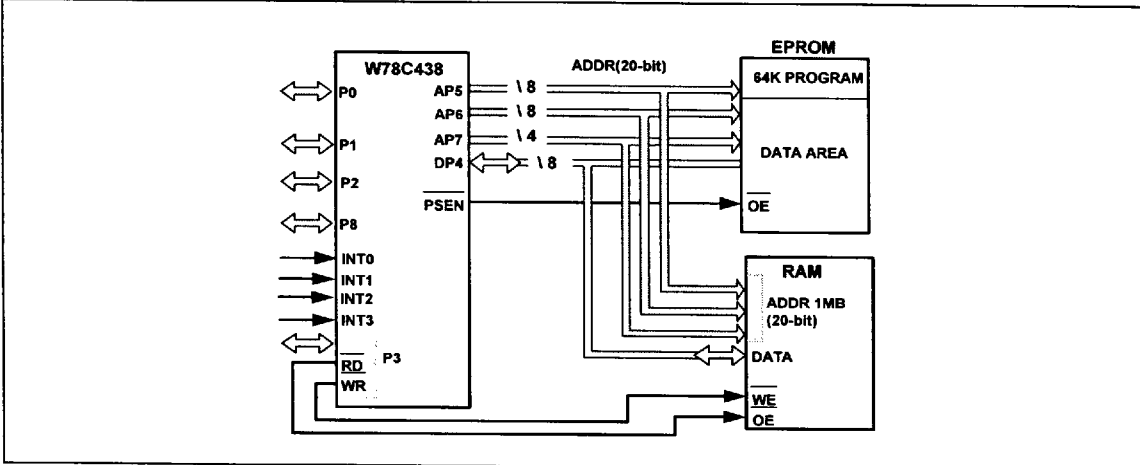 W78C438
P0
P1
P2
P8
INT0
INT1
INT2
INT3
RD
WR
P3
AP5
AP6
AP7
DP4
PSEN
\ 8
\ 8
\ 4
\ 8
ADDR(20-bit)
EPROM
64K PROGRAM
DATA AREA
OE
RAM
ADDR 1MB
(20-bit)
DATA
WE
OE